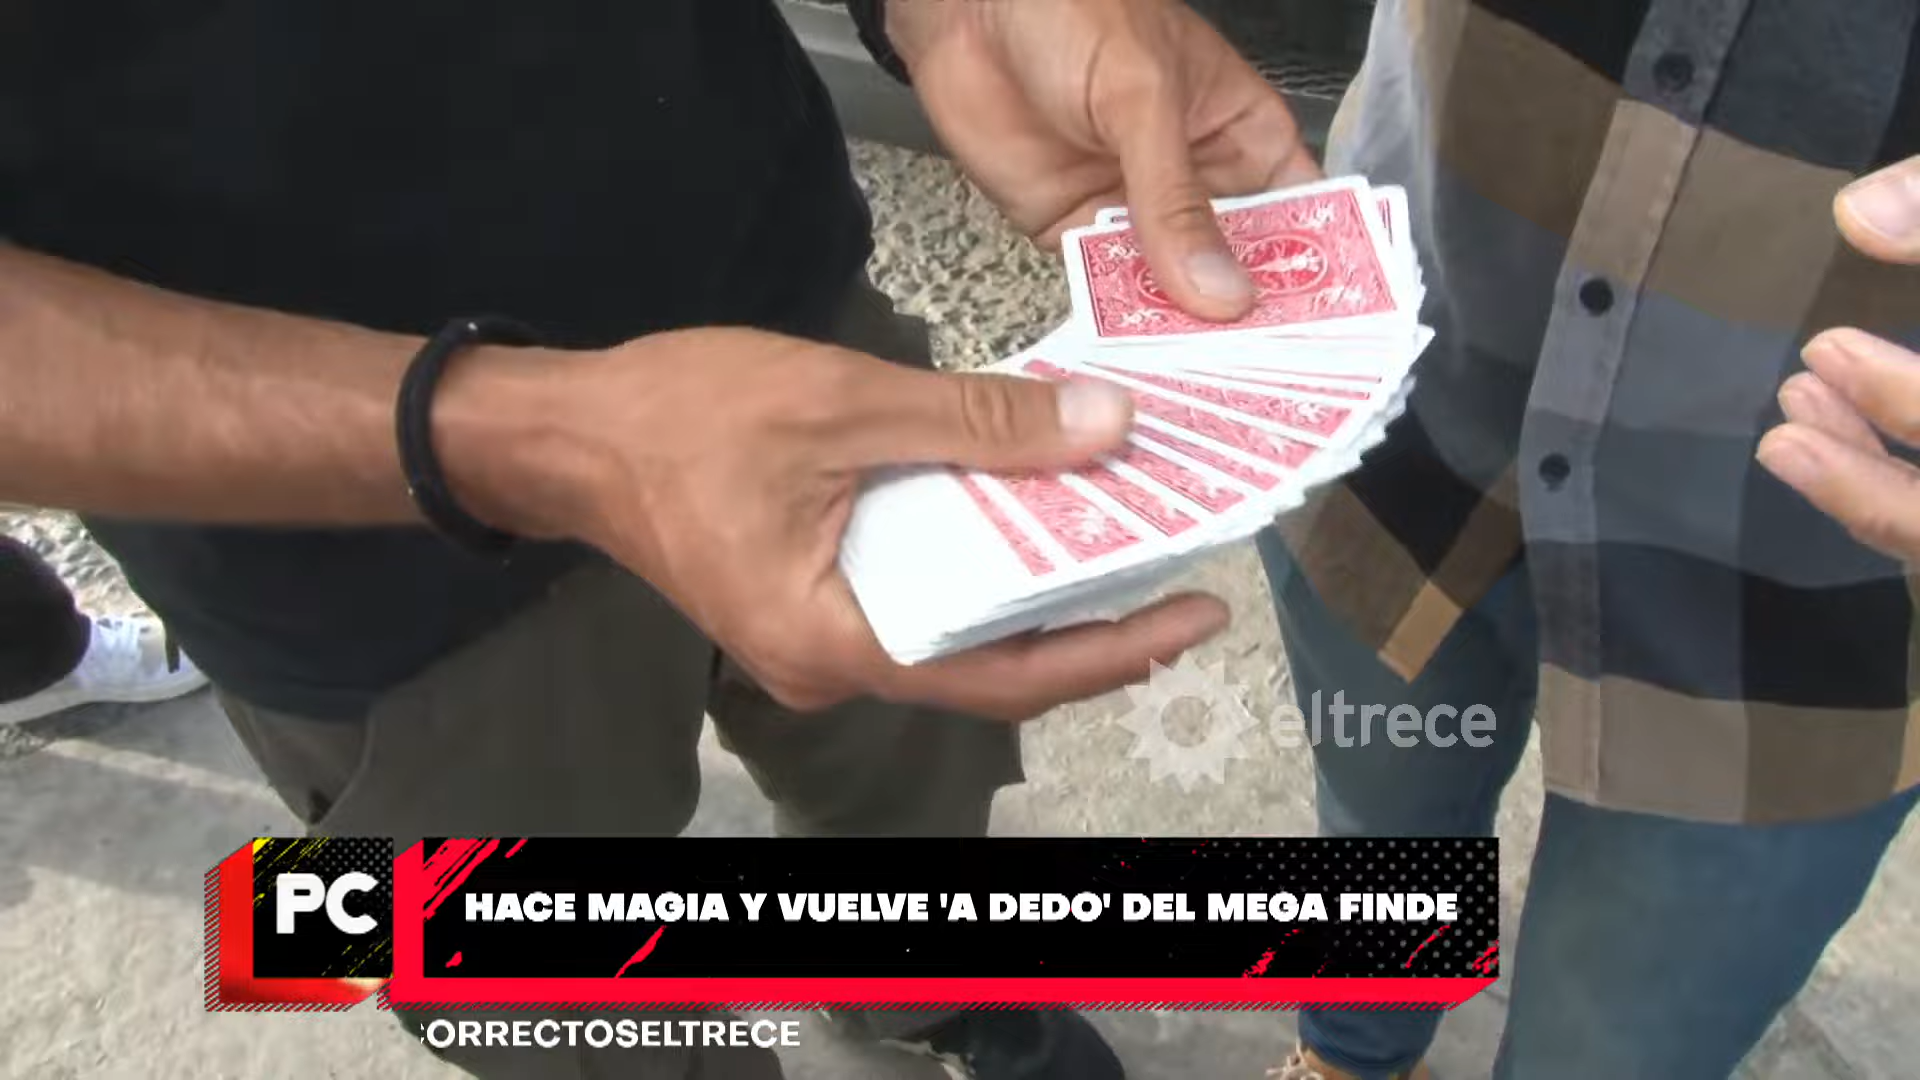 eltrece
PC
HACE MAGIA Y VUELVE 'A DEDO' DEL MEGA FINDE
ORRECTOSELTRECE